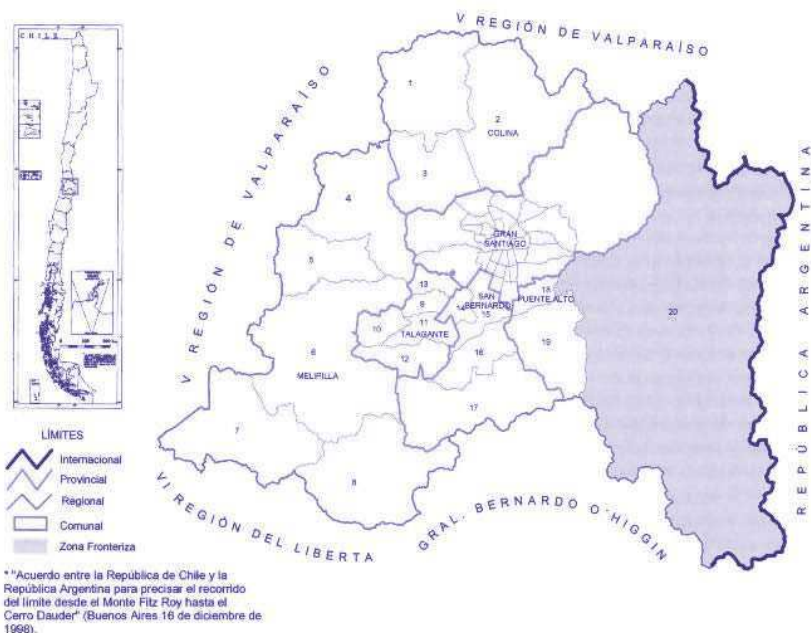 V REGIÓN DE VALPARAÍSO
CHILE
1
2
COLINA
3
4
V REGIÓN DE VALPARAÍSO
REPÚBLICA ARGENTINA
GRAN
SANTIAGO
5
13
9
SAN
BERNARDO
18
PUENTE ALTO
14
15
20
10
11
TALAGANTE
6
MELIPILLA
12
16
19
17
7
8
LÍMITES
Internacional
Provincial
Regional
Comunal
Zona Fronteriza
VI REGIÓN DEL LIBERTA
GRAL. BERNARDO O'HIGGIN
* "Acuerdo entre la República de Chile y la
República Argentina para precisar el recorrido
del límite desde el Monte Fitz Roy hasta el
Cerro Dauder" (Buenos Aires 16 de diciembre de
1998).